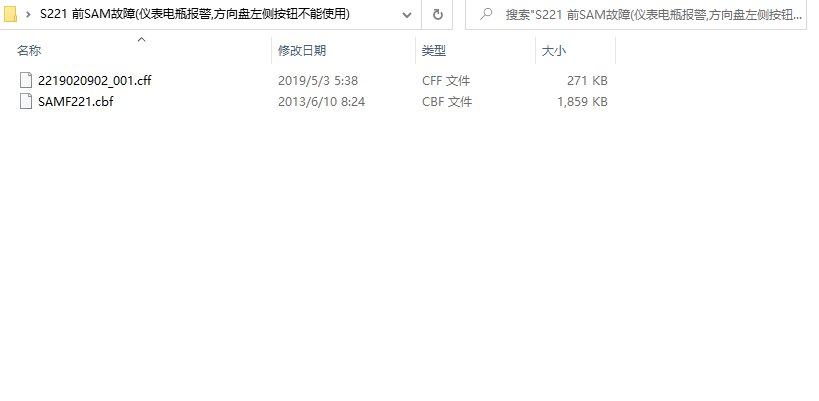 S221 前SAM故障(仪表电瓶报警,方向盘左侧按钮不能使用)
搜索"S221 前SAM故障(仪表电瓶报警,方向盘左侧按钮...
名称 修改日期 类型 大小
2219020902_001.cff 2019/5/3 5:38 CFF 文件 271 KB
SAMF221.cbf 2013/6/10 8:24 CBF 文件 1,859 KB